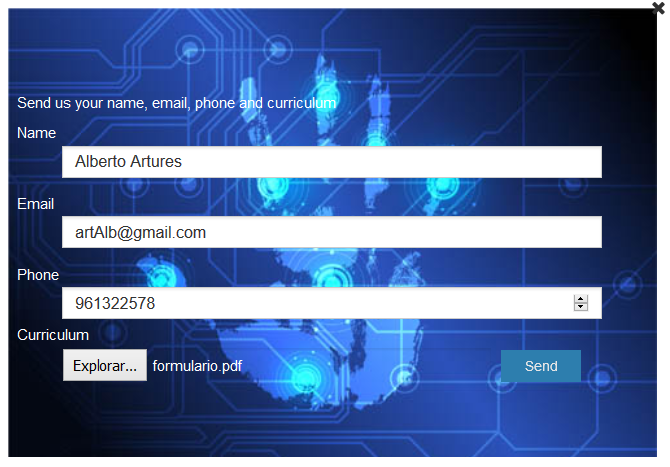 Send us your name, email, phone and curriculum
Name
Alberto Artures
Email
artAlb@gmail.com
Phone
961322578
Curriculum
Explorar... formulario.pdf Send